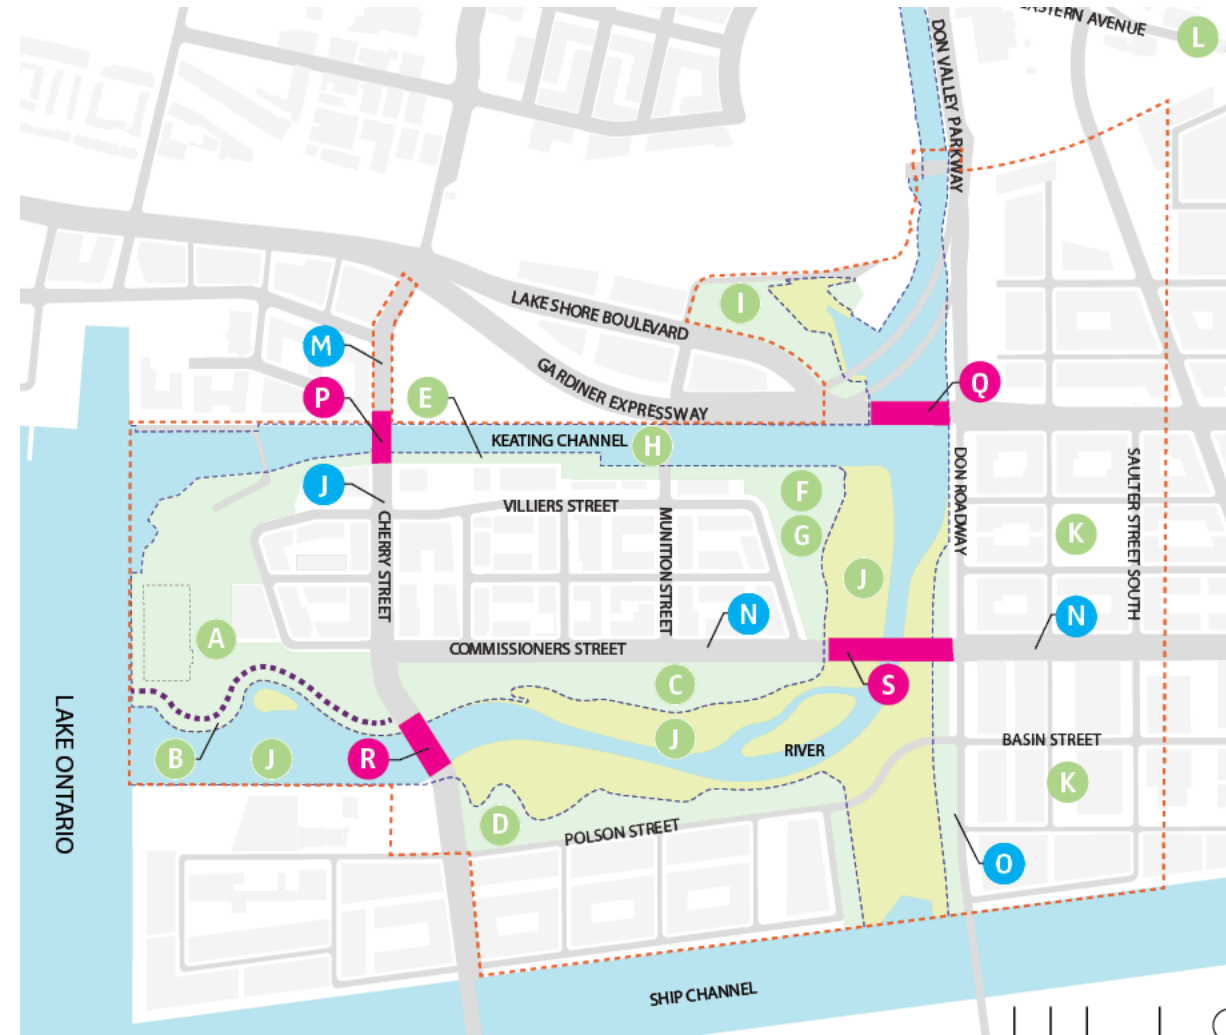 EASTERN AVENUE
L
DON VALLEY PARKWAY
I
LAKE SHORE BOULEVARD
M
GARDINER EXPRESSWAY
P
E
Q
KEATING CHANNEL
H
J
VILLIERS STREET
F
G
CHERRY STREET
MUNITION STREET
DON ROADWAY
SAULTER STREET SOUTH
K
J
A
N
N
COMMISSIONERS STREET
C
S
LAKE ONTARIO
B
J
R
J
RIVER
BASIN STREET
K
D
POLSON STREET
O
SHIP CHANNEL